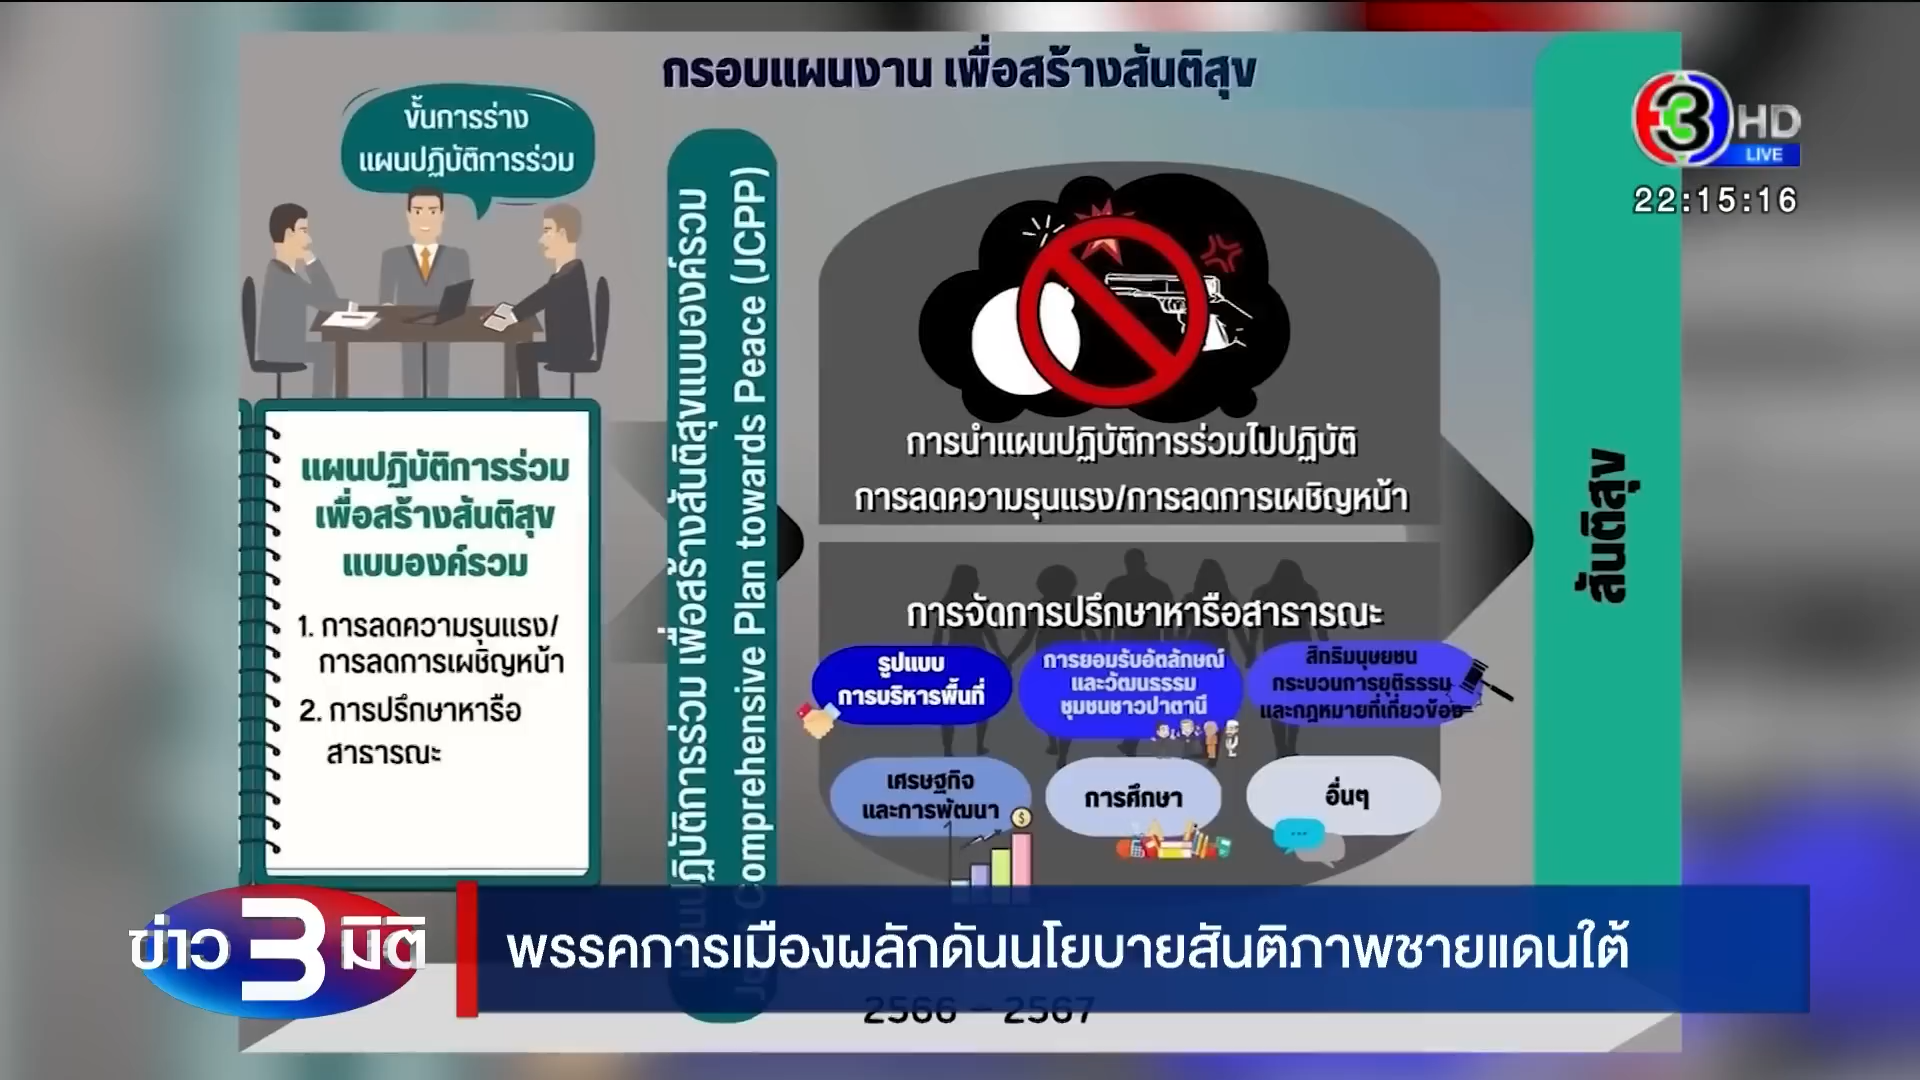 กรอบแผนงาน เพื่อสร้างสันติสุข
3 HD
LIVE
22:15:16
ขั้นการร่าง
แผนปฏิบัติการร่วม
แผนปฏิบัติการร่วม
เพื่อสร้างสันติสุข
แบบองค์รวม
1. การลดความรุนแรง/
การลดการเผชิญหน้า
2. การปรึกษาหารือ
สาธารณะ
แผนปฏิบัติการร่วม เพื่อสร้างสันติสุขแบบองค์รวม
Comprehensive Plan towards Peace (JCPP)
การนำแผนปฏิบัติการร่วมไปปฏิบัติ
การลดความรุนแรง/การลดการเผชิญหน้า
การจัดการปรึกษาหารือสาธารณะ
รูปแบบ
การบริหารพื้นที่
การยอมรับอัตลักษณ์
และวัฒนธรรม
ชุมชนชาวปาตานี
สิทธิมนุษยชน
กระบวนการยุติธรรม
และกฎหมายที่เกี่ยวข้อง
เศรษฐกิจ
และการพัฒนา
การศึกษา
อื่นๆ
สันติสุข
ข่าว 3 มิติ
พรรคการเมืองผลักดันนโยบายสันติภาพชายแดนใต้
2566 – 2567